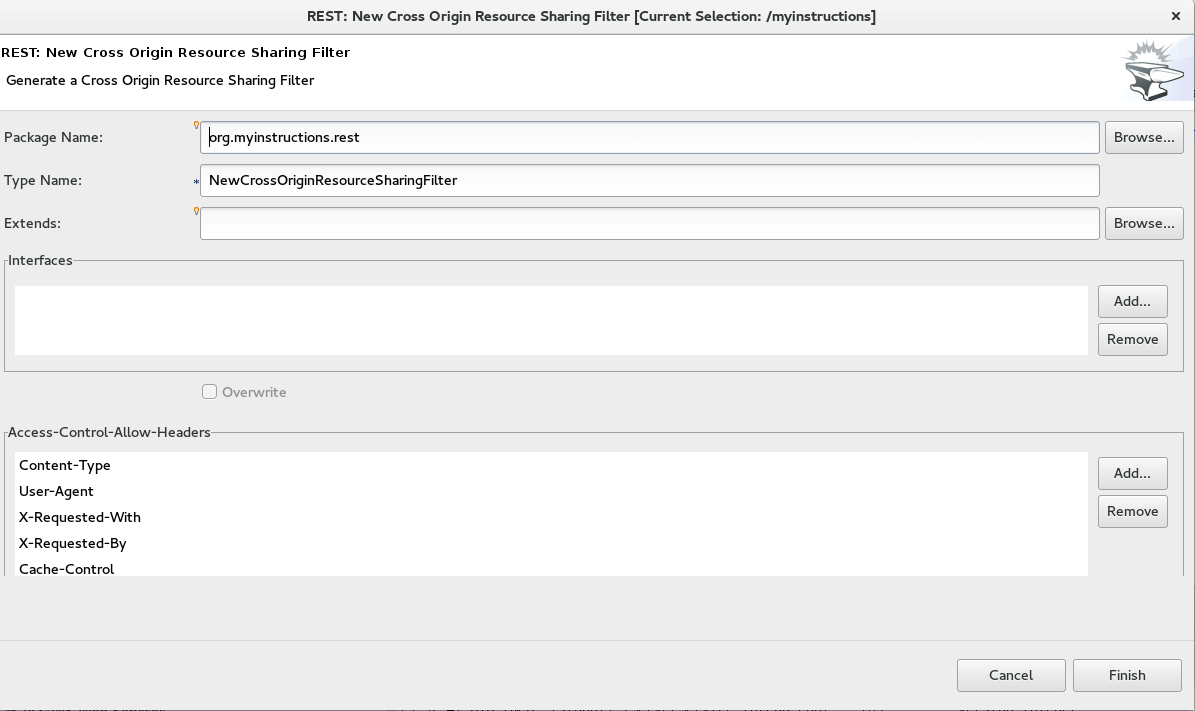 REST: New Cross Origin Resource Sharing Filter [Current Selection: /myinstructions]
REST: New Cross Origin Resource Sharing Filter
Generate a Cross Origin Resource Sharing Filter
Package Name: org.myinstructions.rest Browse...
Type Name: * NewCrossOriginResourceSharingFilter
Extends: Browse...
Interfaces
Add...
Remove
Overwrite
Access-Control-Allow-Headers
Content-Type
Add...
User-Agent
X-Requested-With
Remove
X-Requested-By
Cache-Control
Cancel Finish